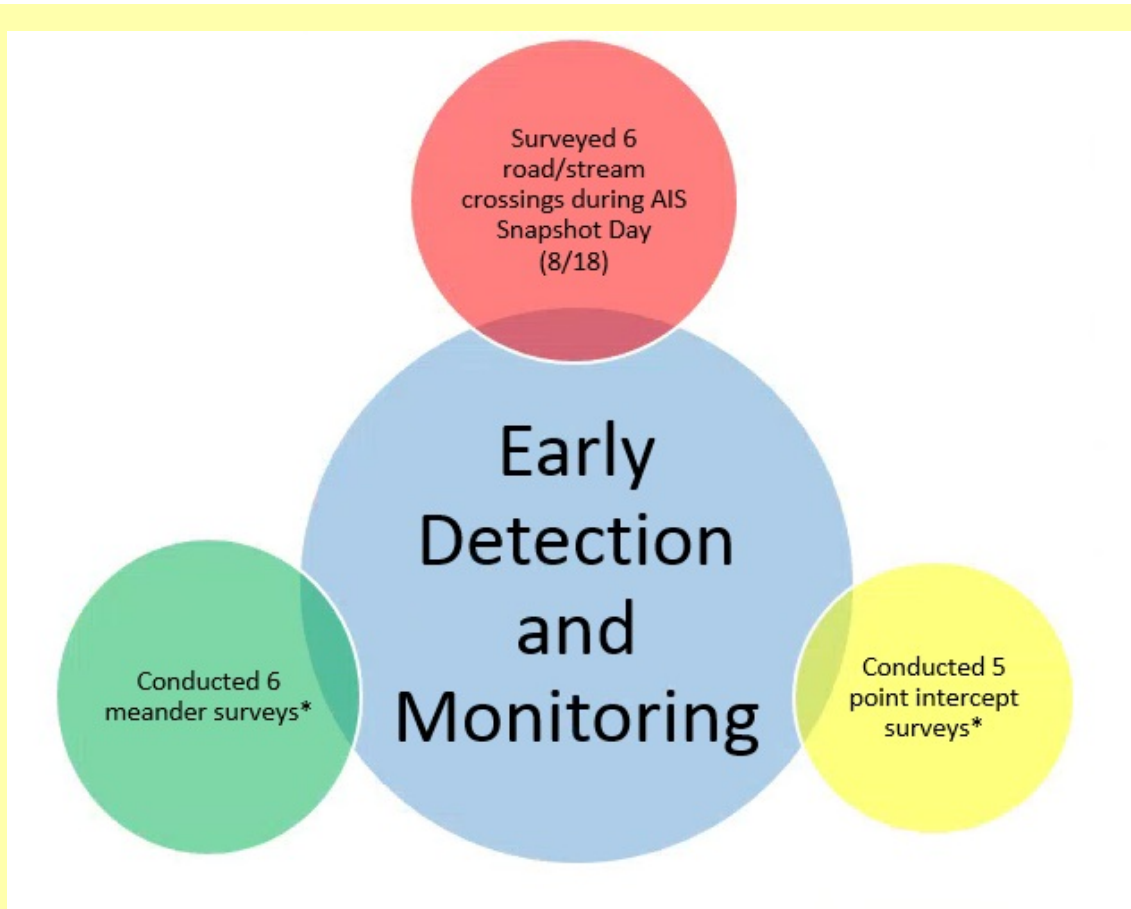 Surveyed 6
road/stream
crossings during AIS
Snapshot Day
(8/18)
Early
Detection
and
Monitoring
Conducted 6
meander surveys*
Conducted 5
point intercept
surveys*